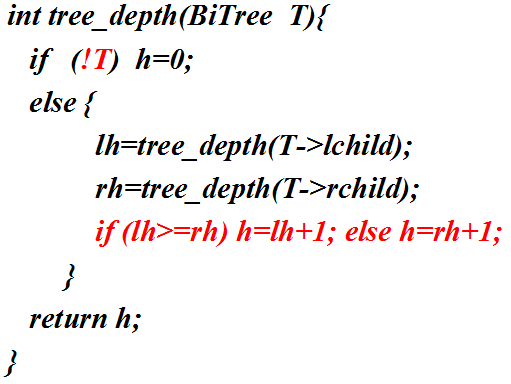 int tree_depth(BiTree T){
if (!T) h=0;
else {
lh=tree_depth(T->lchild);
rh=tree_depth(T->rchild);
if (lh>=rh) h=lh+1; else h=rh+1;
}
return h;
}